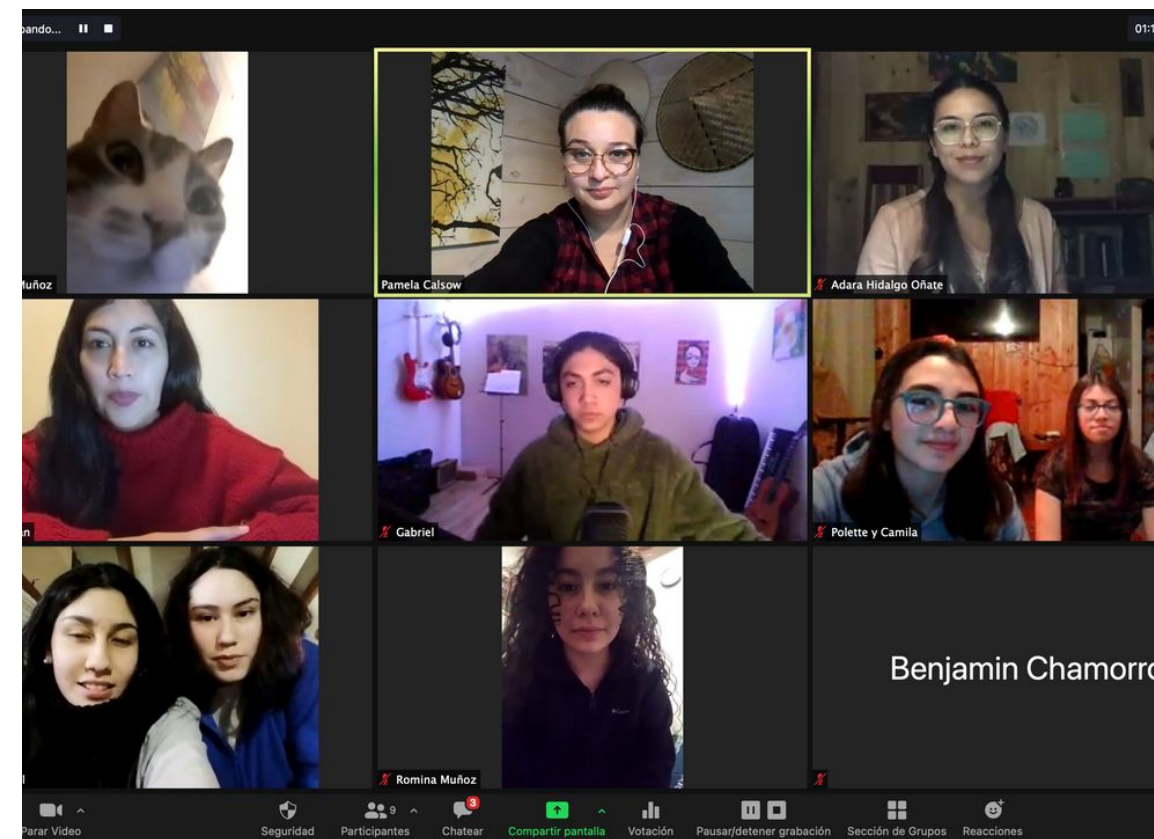 bando...
01:1
Muñoz
Pamela Calsow
Adara Hidalgo Oñate
Gabriel
Polette y Camila
Romina Muñoz
Benjamin Chamorro
9
3
Parar Video
Seguridad
Participantes
Chatear
Compartir pantalla
Votación
Pausar/detener grabación
Sección de Grupos
Reacciones